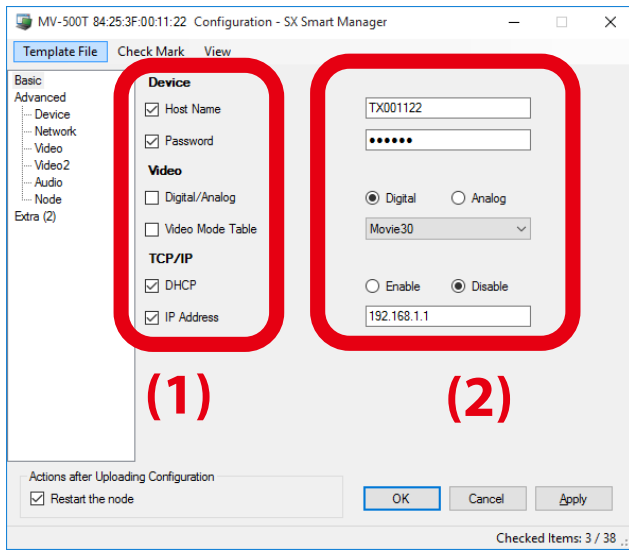 MV-500T 84:25:3F:00:11:22 Configuration - SX Smart Manager
Template File Check Mark View
Basic
Advanced
Device
Network
Video
Video2
Audio
Node
Extra (2)
Device
Host Name TX001122
Password ••••••
Video
Digital/Analog Digital Analog
Video Mode Table Movie30
TCP/IP
DHCP Enable Disable
IP Address 192.168.1.1
(1) (2)
Actions after Uploading Configuration
Restart the node
OK Cancel Apply
Checked Items: 3 / 38